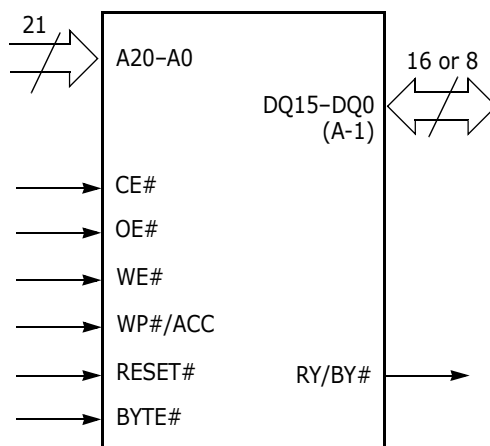 21
A20–A0
16 or 8
DQ15–DQ0
(A-1)
CE#
OE#
WE#
WP#/ACC
RESET#
RY/BY#
BYTE#